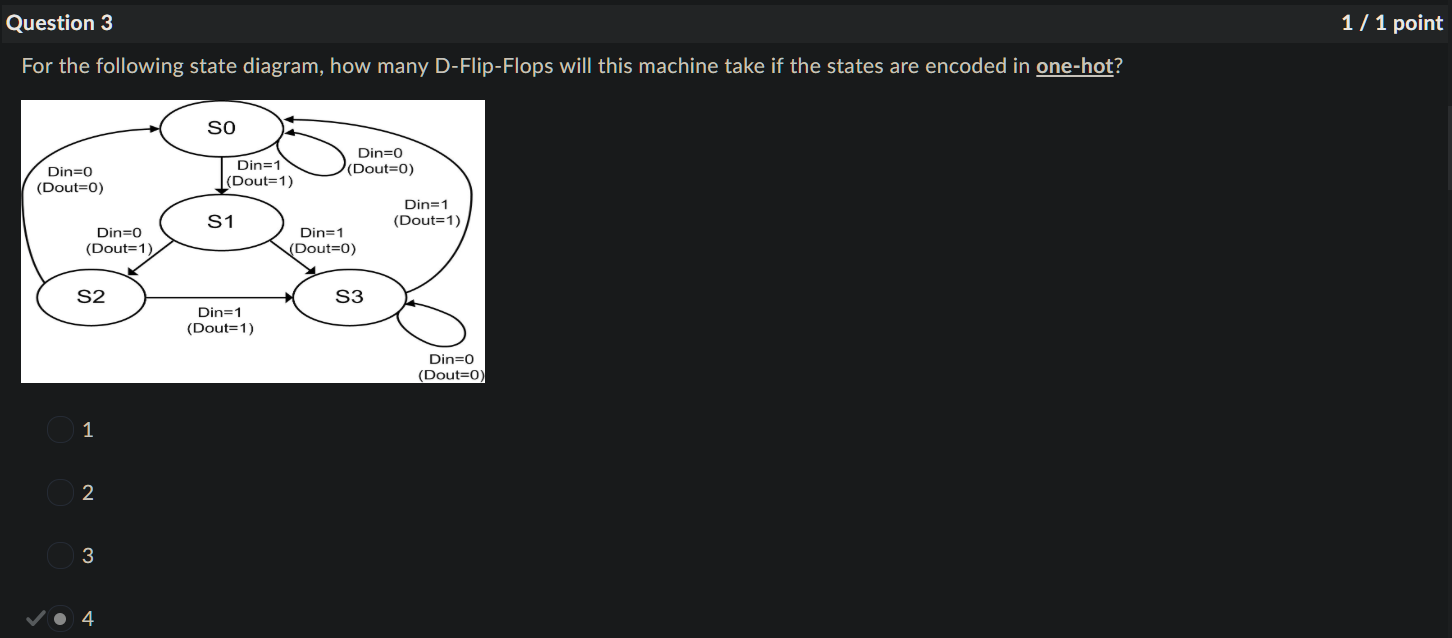 Question 3
1 / 1 point
For the following state diagram, how many D-Flip-Flops will this machine take if the states are encoded in one-hot?
S0
Din=0
(Dout=0)
Din=1
(Dout=1)
Din=0
(Dout=0)
Din=1
(Dout=1)
S1
Din=0
(Dout=1)
Din=1
(Dout=0)
S2
S3
Din=1
(Dout=1)
Din=0
(Dout=0)
1
2
3
4